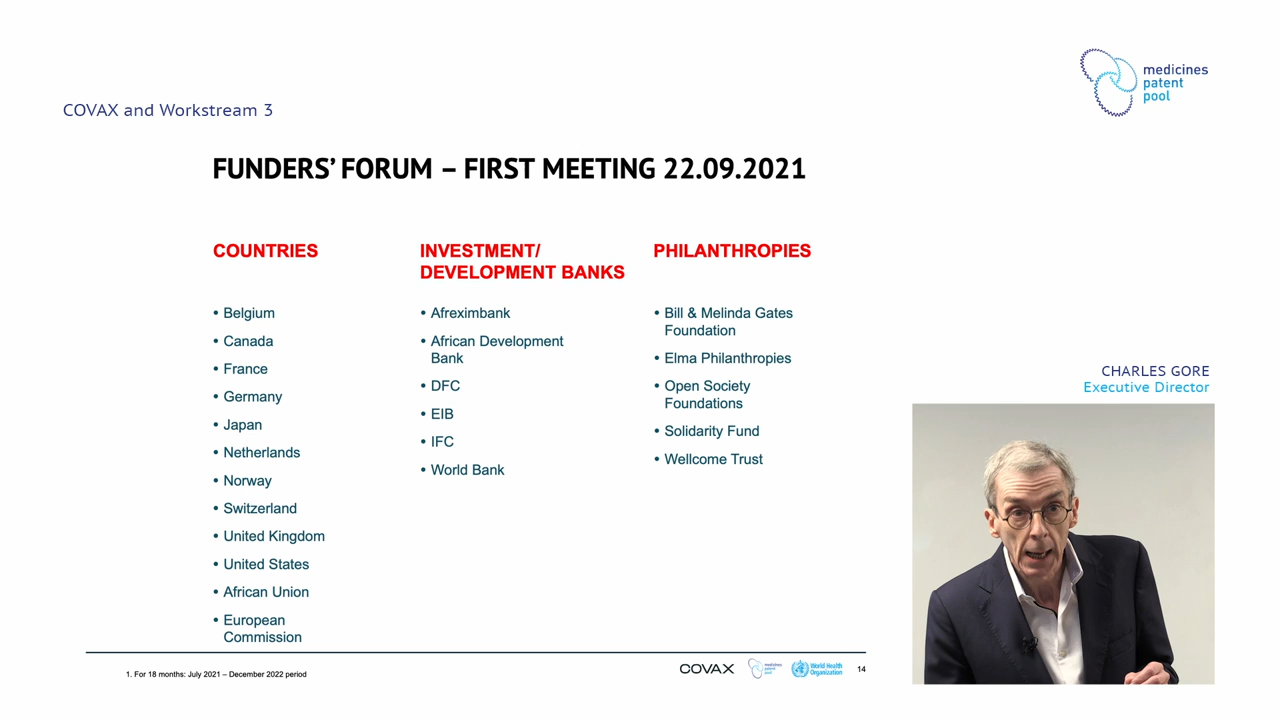 medicines
patent
pool
COVAX and Workstream 3
FUNDERS' FORUM – FIRST MEETING 22.09.2021
COUNTRIES
• Belgium
• Canada
• France
• Germany
• Japan
• Netherlands
• Norway
• Switzerland
• United Kingdom
• United States
• African Union
• European
Commission
INVESTMENT/
DEVELOPMENT BANKS
• Afreximbank
• African Development
Bank
• DFC
• EIB
• IFC
• World Bank
PHILANTHROPIES
• Bill & Melinda Gates
Foundation
• Elma Philanthropies
• Open Society
Foundations
• Solidarity Fund
• Wellcome Trust
CHARLES GORE
Executive Director
1. For 18 months: July 2021 – December 2022 period
COVAX
medicines
patent
pool
World Health
Organization
14